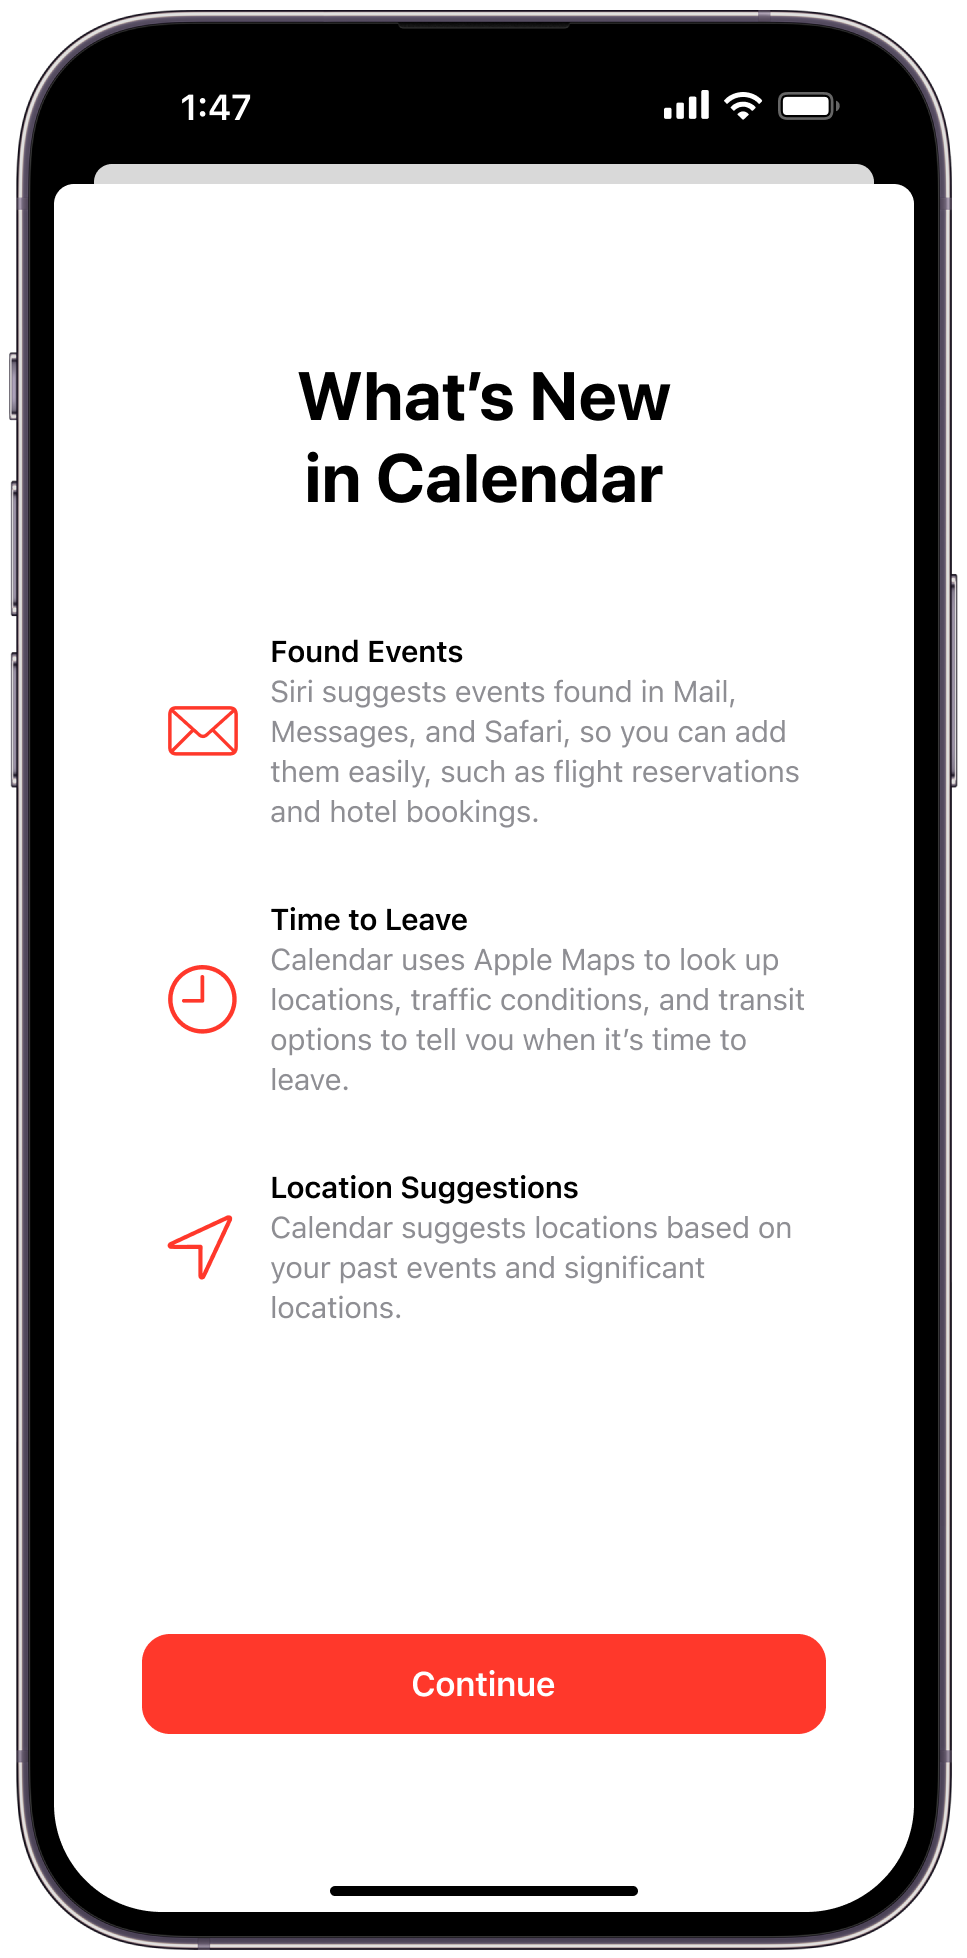 1:47
What’s New
in Calendar
Found Events
Siri suggests events found in Mail,
Messages, and Safari, so you can add
them easily, such as flight reservations
and hotel bookings.
Time to Leave
Calendar uses Apple Maps to look up
locations, traffic conditions, and transit
options to tell vou when it’s time to
leave.
Location Suggestions
Calendar suggests locations based on
your past events and significant
locations.
Continue